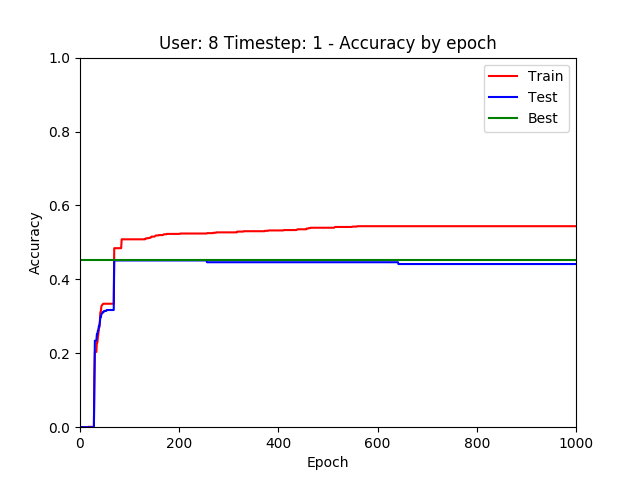 User: 8 Timestep: 1 - Accuracy by epoch
1.0
0.8
0.6
0.4
0.2
0.0
Accuracy
Train
Test
Best
0 200 400 600 800 1000
Epoch